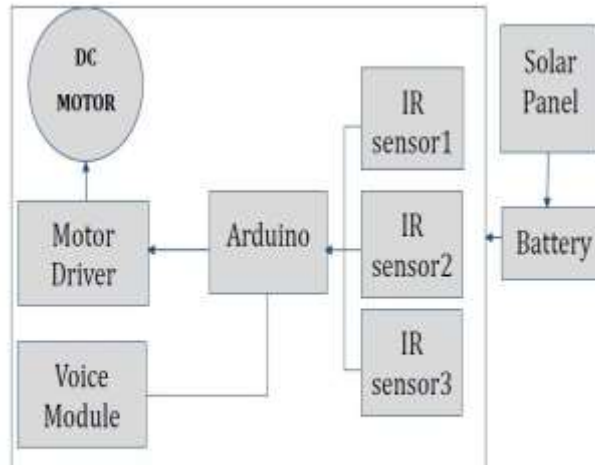 DC
MOTOR
IR
sensor1
Solar
Panel
Motor
Driver
Arduino
IR
sensor2
Battery
Voice
Module
IR
sensor3